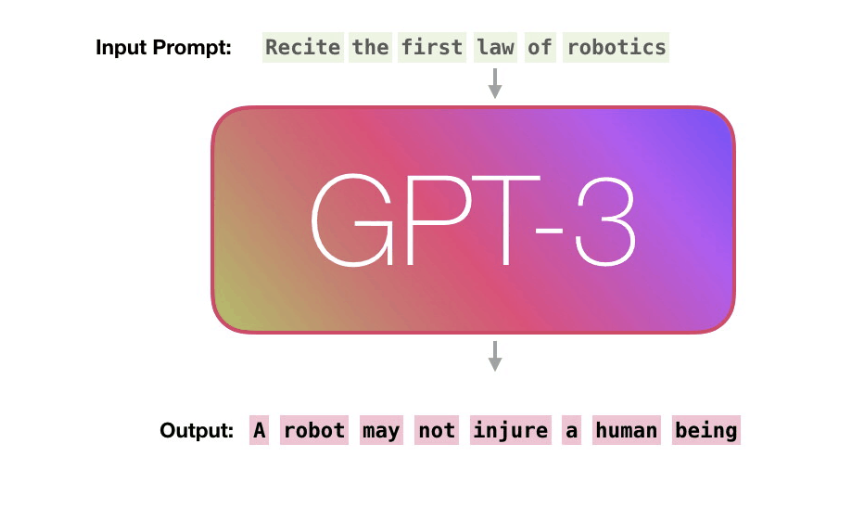 Input Prompt: Recite the first law of robotics
GPT-3
Output: A robot may not injure a human being